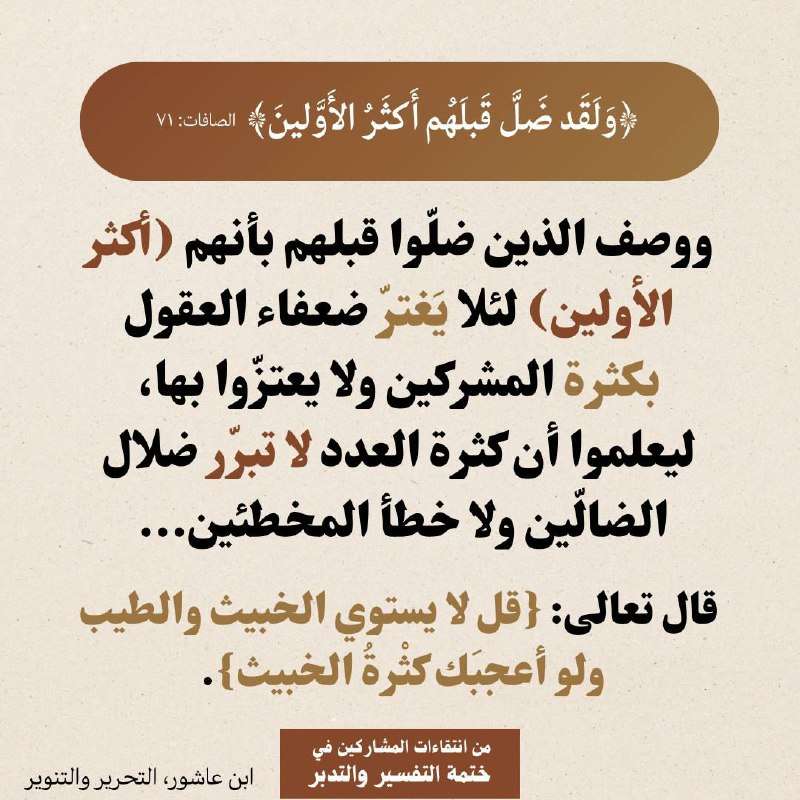 ﴿وَلَقَد ضَلَّ قَبلَهُم أَكثَرُ الأَوَّلينَ﴾ الصافات: ٧١
ووصف الذين ضلّوا قبلهم بأنهم (أكثر
الأولين) لئلا يَغترّ ضعفاء العقول
بكثرة المشركين ولا يعتزّوا بها،
ليعلموا أن كثرة العدد لا تبرّر ضلال
الضالّين ولا خطأ المخطئين...
قال تعالى: {قل لا يستوي الخبيث والطيب
ولو أعجبَك كثْرةُ الخبيث}.
من انتقاءات المشاركين في
ختمة التفسير والتدبر
ابن عاشور، التحرير والتنوير